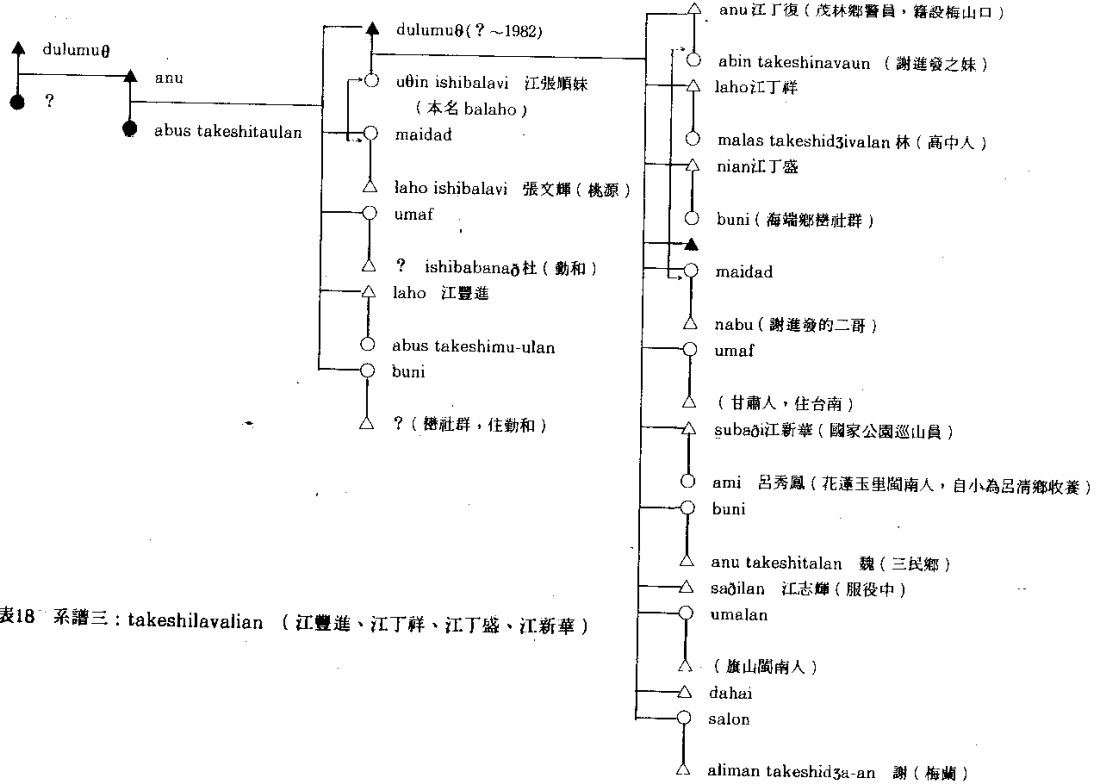 dulumuθ
?
anu
abus takeshitaulan
dulumuθ(?～1982)
uθin ishibalavi 江張順妹
(本名 balaho)
maidad
laho ishibalavi 張文輝(桃源)
umaf
? ishibabanað杜(勤和)
laho 江豐進
abus takeshimu-ulan
buni
?(巒社群,住勤和)
anu江丁復(茂林鄉警員,籍設梅山口)
abin takeshinavaun (謝進發之妹)
laho江丁祥
malas takeshidʒivalan 林(高中人)
nian江丁盛
buni(海端鄉巒社群)
maidad
nabu(謝進發的二哥)
umaf
(甘肅人,住台南)
subaði江新華(國家公園巡山員)
ami 呂秀鳳(花蓮玉里閩南人,自小為呂清鄉收養)
buni
anu takeshitalan 魏(三民鄉)
saðilan 江志輝(服役中)
umalan
(旗山閩南人)
dahai
salon
aliman takeshidʒa-an 謝(梅蘭)
表18 系譜三:takeshilavalian (江豐進、江丁祥、江丁盛、江新華)